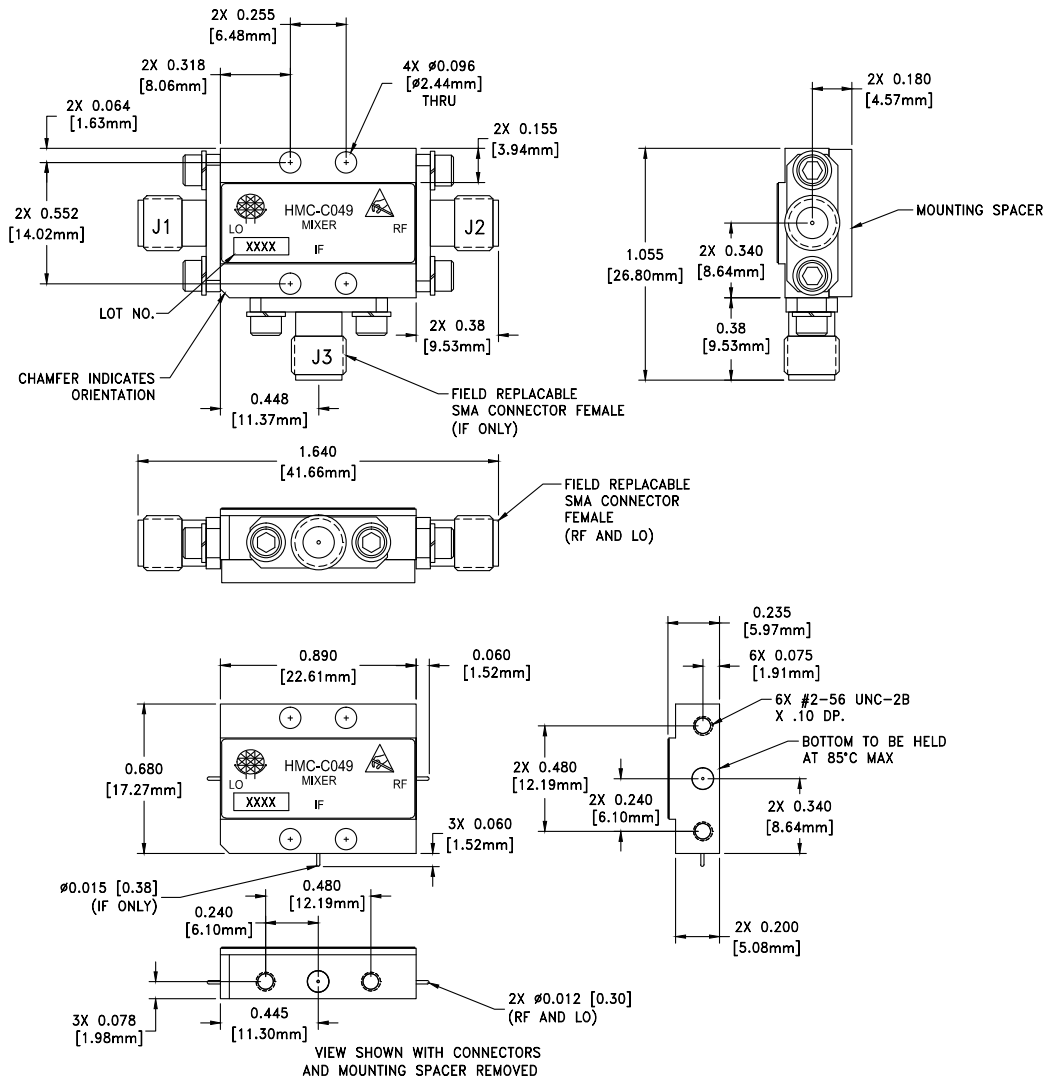 2X 0.255
[6.48mm]
2X 0.318
[8.06mm]
4X ø0.096
[ø2.44mm]
THRU
2X 0.064
[1.63mm]
2X 0.155
[3.94mm]
2X 0.552
[14.02mm]
J1
J2
HMC-C049
MIXER
LO
RF
XXXX
IF
LOT NO.
2X 0.38
[9.53mm]
J3
CHAMFER INDICATES
ORIENTATION
0.448
[11.37mm]
FIELD REPLACABLE
SMA CONNECTOR FEMALE
(IF ONLY)
2X 0.180
[4.57mm]
MOUNTING SPACER
1.055
[26.80mm]
2X 0.340
[8.64mm]
0.38
[9.53mm]
1.640
[41.66mm]
FIELD REPLACABLE
SMA CONNECTOR
FEMALE
(RF AND LO)
0.890
[22.61mm]
0.060
[1.52mm]
0.680
[17.27mm]
HMC-C049
MIXER
LO
RF
XXXX
IF
3X 0.060
[1.52mm]
ø0.015 [0.38]
(IF ONLY)
0.480
[12.19mm]
0.240
[6.10mm]
3X 0.078
[1.98mm]
0.445
[11.30mm]
2X ø0.012 [0.30]
(RF AND LO)
VIEW SHOWN WITH CONNECTORS
AND MOUNTING SPACER REMOVED
0.235
[5.97mm]
6X 0.075
[1.91mm]
6X #2-56 UNC-2B
X .10 DP.
BOTTOM TO BE HELD
AT 85°C MAX
2X 0.480
[12.19mm]
2X 0.240
[6.10mm]
2X 0.340
[8.64mm]
2X 0.200
[5.08mm]